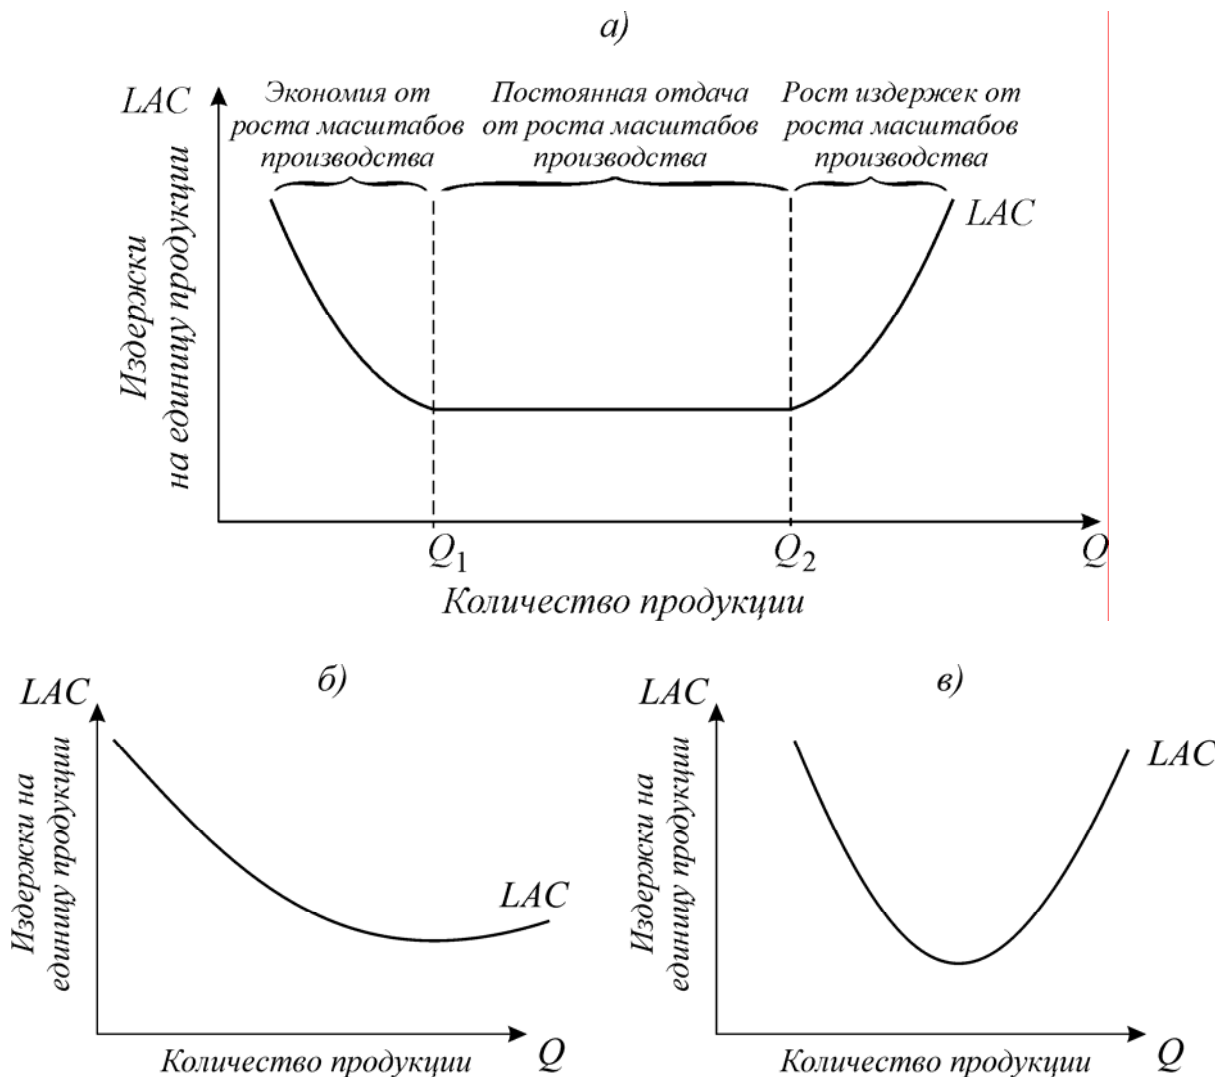 а)
LAC
Экономия от
роста масштабов
производства
Постоянная отдача
от роста масштабов
производства
Рост издержек от
роста масштабов
производства
Издержки
на единицу продукции
LAC
Q1
Q2
Q
Количество продукции
б)
LAC
Издержки на
единицу продукции
LAC
Количество продукции
Q
в)
LAC
Издержки на
единицу продукции
LAC
Количество продукции
Q